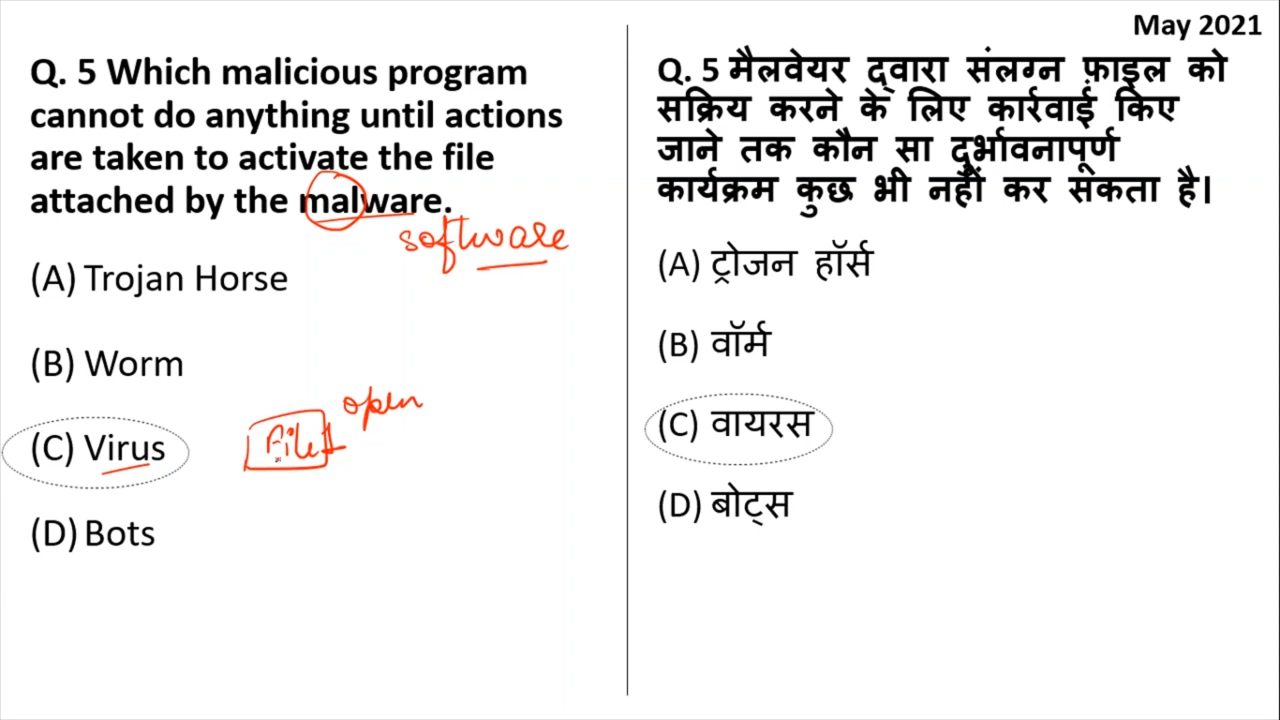 May 2021
Q. 5 Which malicious program
cannot do anything until actions
are taken to activate the file
attached by the malware.
software
(A) Trojan Horse
(B) Worm
open
(C) Virus
File1
(D) Bots
Q. 5 मैलवेयर द्वारा संलग्न फ़ाइल को
सक्रिय करने के लिए कार्रवाई किए
जाने तक कौन सा दुर्भावनापूर्ण
कार्यक्रम कुछ भी नहीं कर सकता है।
(A) ट्रोजन हॉर्स
(B) वॉर्म
(C) वायरस
(D) बोट्स